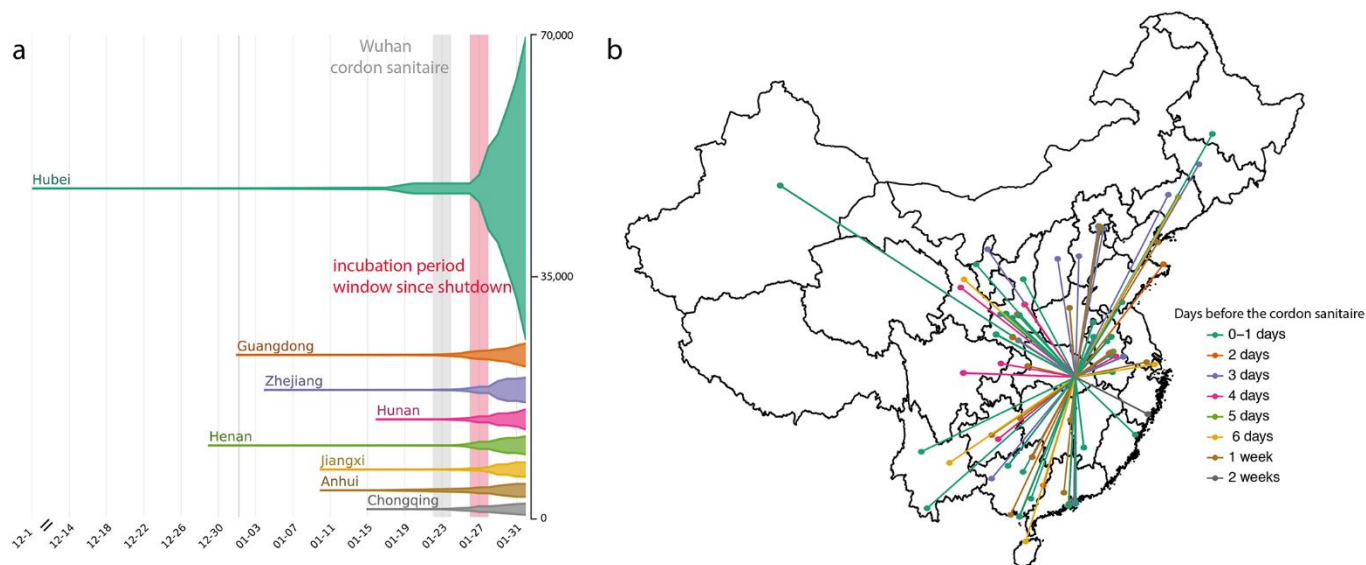 a
Wuhan
cordon sanitaire
70,000
Hubei
incubation period
window since shutdown
35,000
Guangdong
Zhejiang
Hunan
Henan
Jiangxi
Anhui
Chongqing
0
12-1
12-14
12-18
12-22
12-26
12-30
01-03
01-07
01-11
01-15
01-19
01-23
01-27
01-31
b
Days before the cordon sanitaire
0–1 days
2 days
3 days
4 days
5 days
6 days
1 week
2 weeks